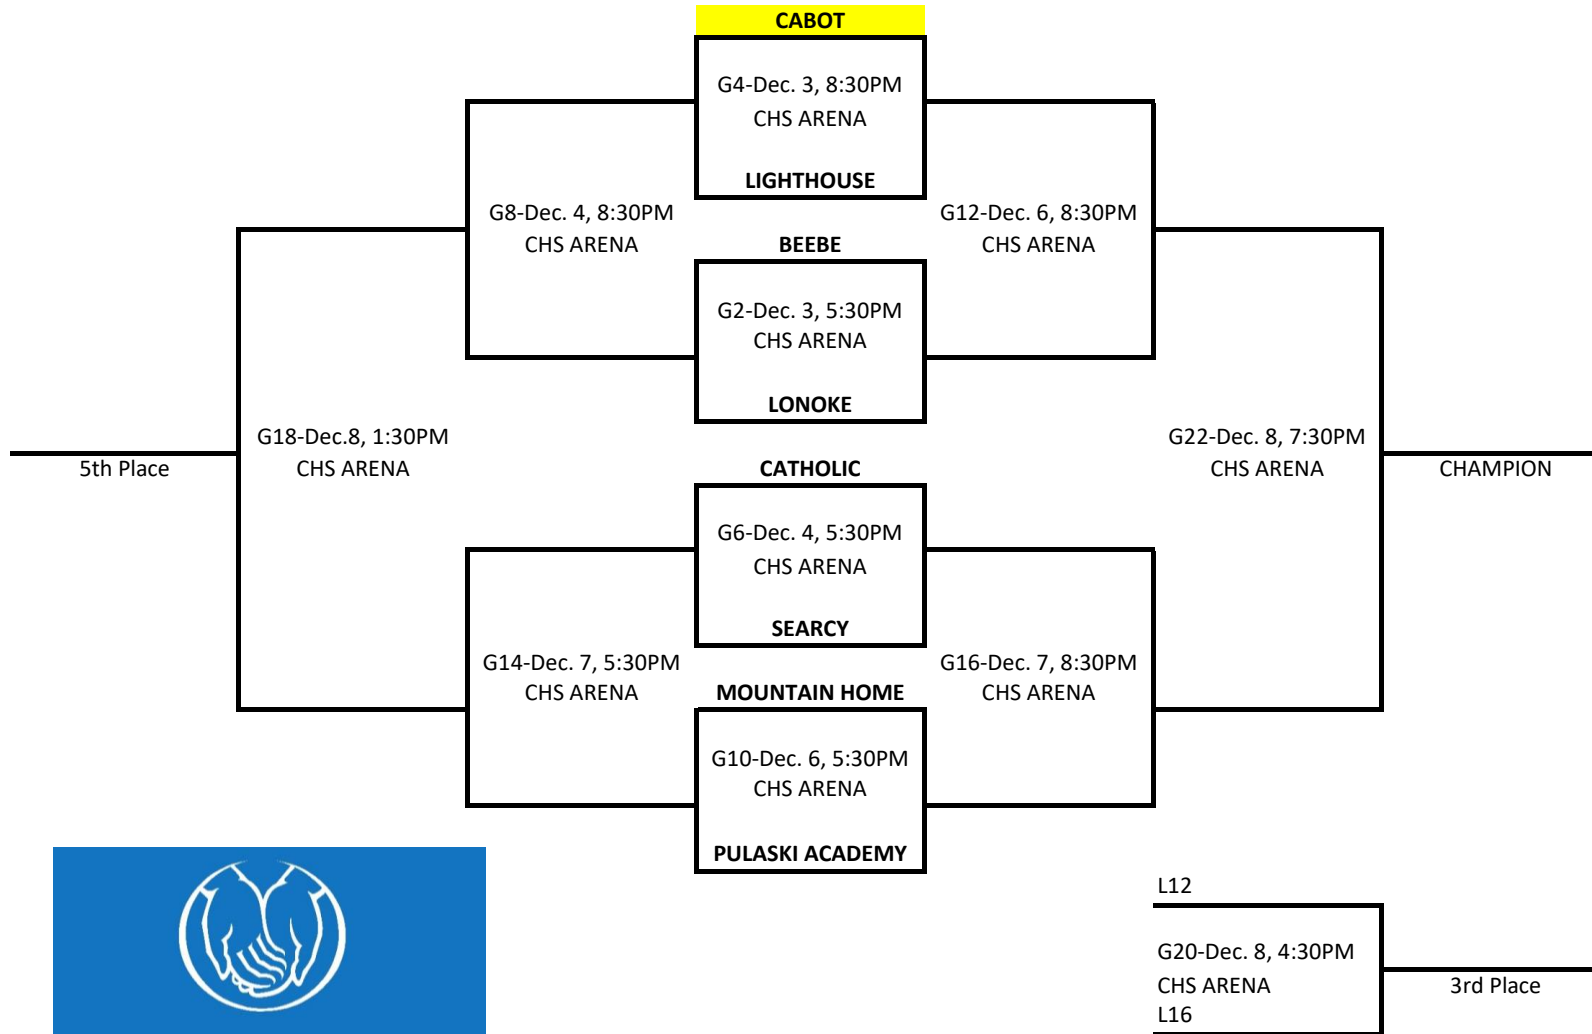 CABOT
G4-Dec. 3, 8:30PM
CHS ARENA
LIGHTHOUSE
G8-Dec. 4, 8:30PM
CHS ARENA
G12-Dec. 6, 8:30PM
CHS ARENA
BEEBE
G2-Dec. 3, 5:30PM
CHS ARENA
LONOKE
G18-Dec.8, 1:30PM
CHS ARENA
5th Place
G22-Dec. 8, 7:30PM
CHS ARENA
CHAMPION
CATHOLIC
G6-Dec. 4, 5:30PM
CHS ARENA
SEARCY
G14-Dec. 7, 5:30PM
CHS ARENA
G16-Dec. 7, 8:30PM
CHS ARENA
MOUNTAIN HOME
G10-Dec. 6, 5:30PM
CHS ARENA
PULASKI ACADEMY
L12
G20-Dec. 8, 4:30PM
CHS ARENA
L16
3rd Place